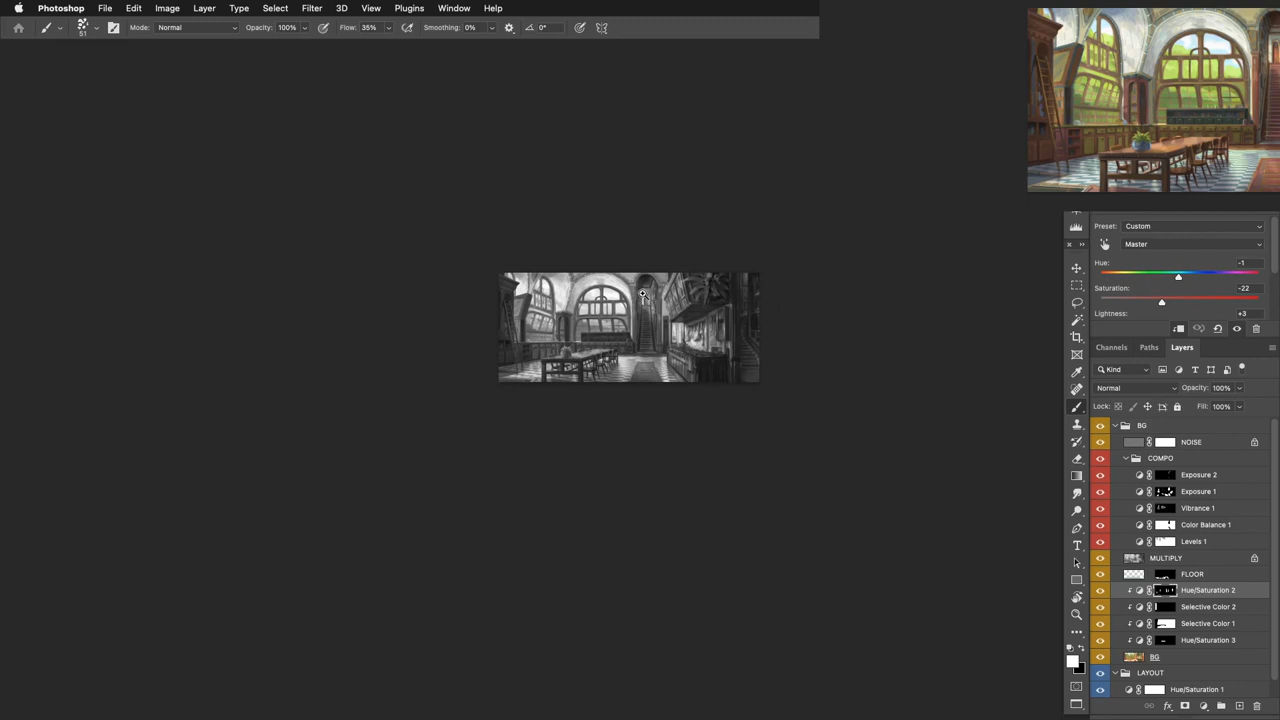 Photoshop File Edit Image Layer Type Select Filter 3D View Plugins Window Help
51 Mode: Normal Opacity: 100% Flow: 35% Smoothing: 0% 0°
Preset: Custom
Master
Hue: -1
Saturation: -22
Lightness: +3
Channels Paths Layers
Kind
Normal Opacity: 100%
Lock: Fill: 100%
BG
NOISE
COMPO
Exposure 2
Exposure 1
Vibrance 1
Color Balance 1
Levels 1
MULTIPLY
FLOOR
Hue/Saturation 2
Selective Color 2
Selective Color 1
Hue/Saturation 3
BG
LAYOUT
Hue/Saturation 1